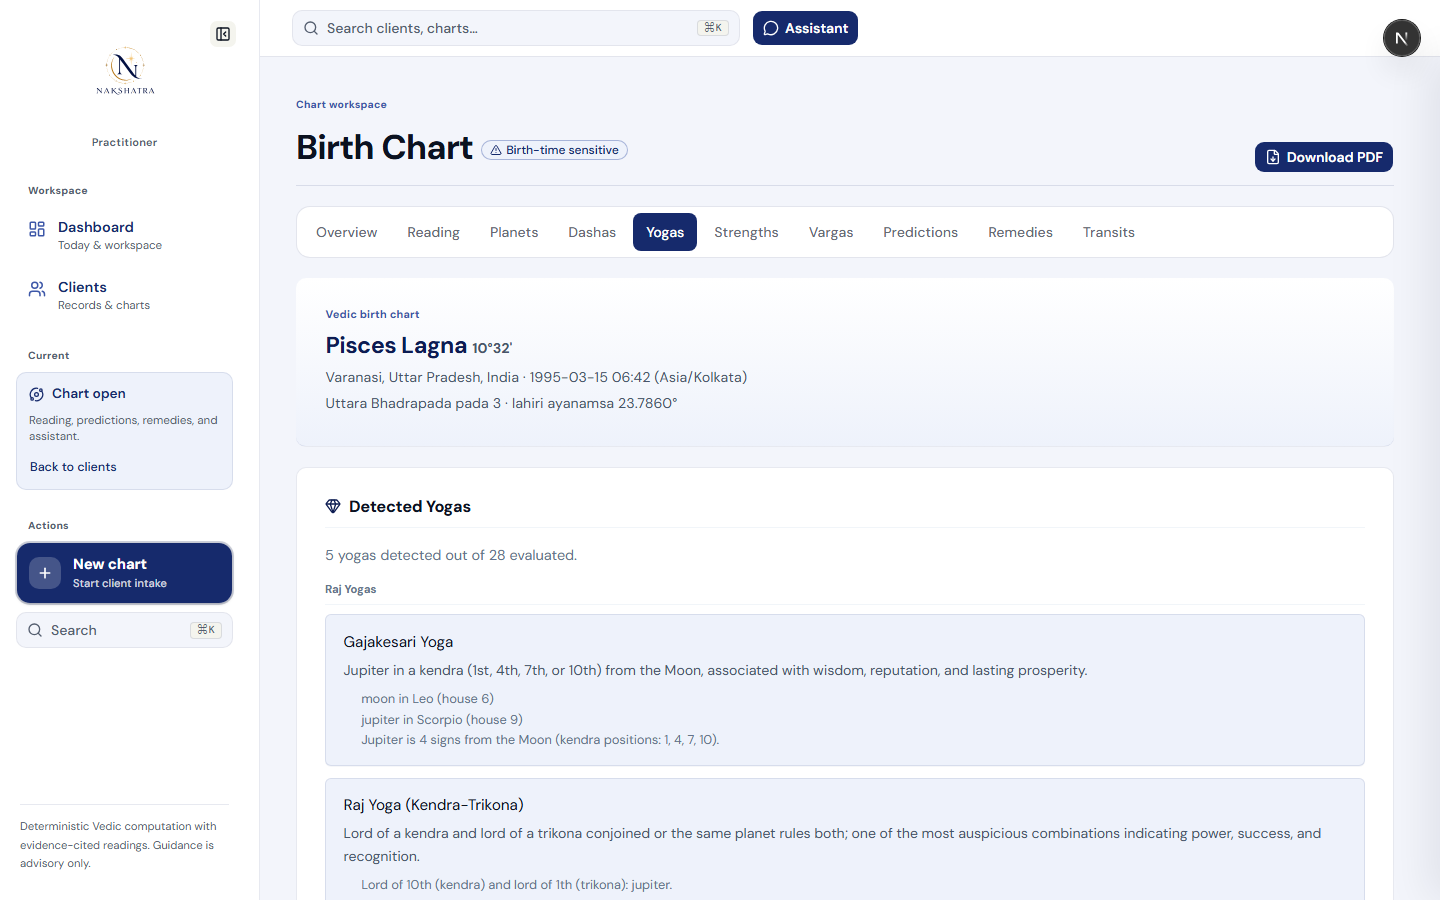 NAKSHATRA
Practitioner
Workspace
Dashboard
Today & workspace
Clients
Records & charts
Current
Chart open
Reading, predictions, remedies, and
assistant.
Back to clients
Actions
New chart
Start client intake
Search ⌘K
Deterministic Vedic computation with
evidence-cited readings. Guidance is
advisory only.
Search clients, charts... ⌘K
Assistant
N
Chart workspace
Birth Chart
Birth-time sensitive
Download PDF
Overview Reading Planets Dashas Yogas Strengths Vargas Predictions Remedies Transits
Vedic birth chart
Pisces Lagna 10°32'
Varanasi, Uttar Pradesh, India · 1995-03-15 06:42 (Asia/Kolkata)
Uttara Bhadrapada pada 3 · lahiri ayanamsa 23.7860°
Detected Yogas
5 yogas detected out of 28 evaluated.
Raj Yogas
Gajakesari Yoga
Jupiter in a kendra (1st, 4th, 7th, or 10th) from the Moon, associated with wisdom, reputation, and lasting prosperity.
moon in Leo (house 6)
jupiter in Scorpio (house 9)
Jupiter is 4 signs from the Moon (kendra positions: 1, 4, 7, 10).
Raj Yoga (Kendra-Trikona)
Lord of a kendra and lord of a trikona conjoined or the same planet rules both; one of the most auspicious combinations indicating power, success, and
recognition.
Lord of 10th (kendra) and lord of 1th (trikona): jupiter.